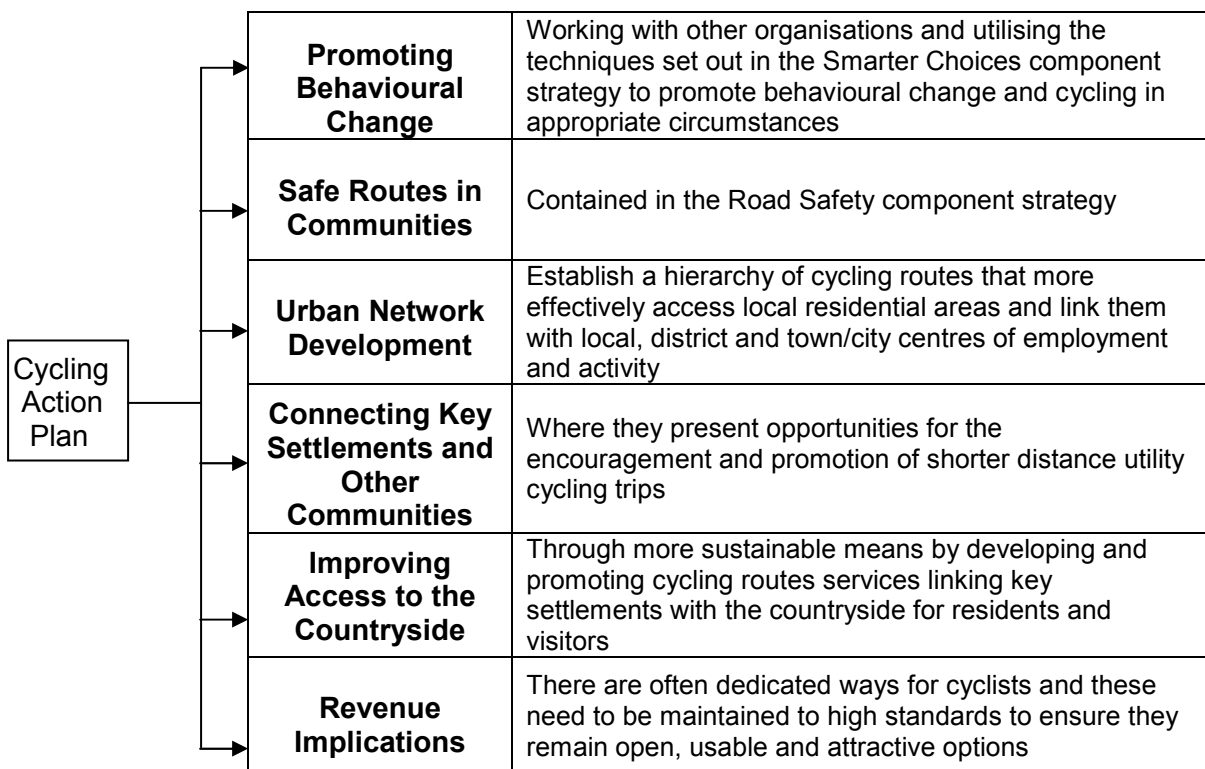 Cycling
Action
Plan
Promoting
Behavioural
Change
Working with other organisations and utilising the
techniques set out in the Smarter Choices component
strategy to promote behavioural change and cycling in
appropriate circumstances
Safe Routes in
Communities
Contained in the Road Safety component strategy
Urban Network
Development
Establish a hierarchy of cycling routes that more
effectively access local residential areas and link them
with local, district and town/city centres of employment
and activity
Connecting Key
Settlements and
Other
Communities
Where they present opportunities for the
encouragement and promotion of shorter distance utility
cycling trips
Improving
Access to the
Countryside
Through more sustainable means by developing and
promoting cycling routes services linking key
settlements with the countryside for residents and
visitors
Revenue
Implications
There are often dedicated ways for cyclists and these
need to be maintained to high standards to ensure they
remain open, usable and attractive options